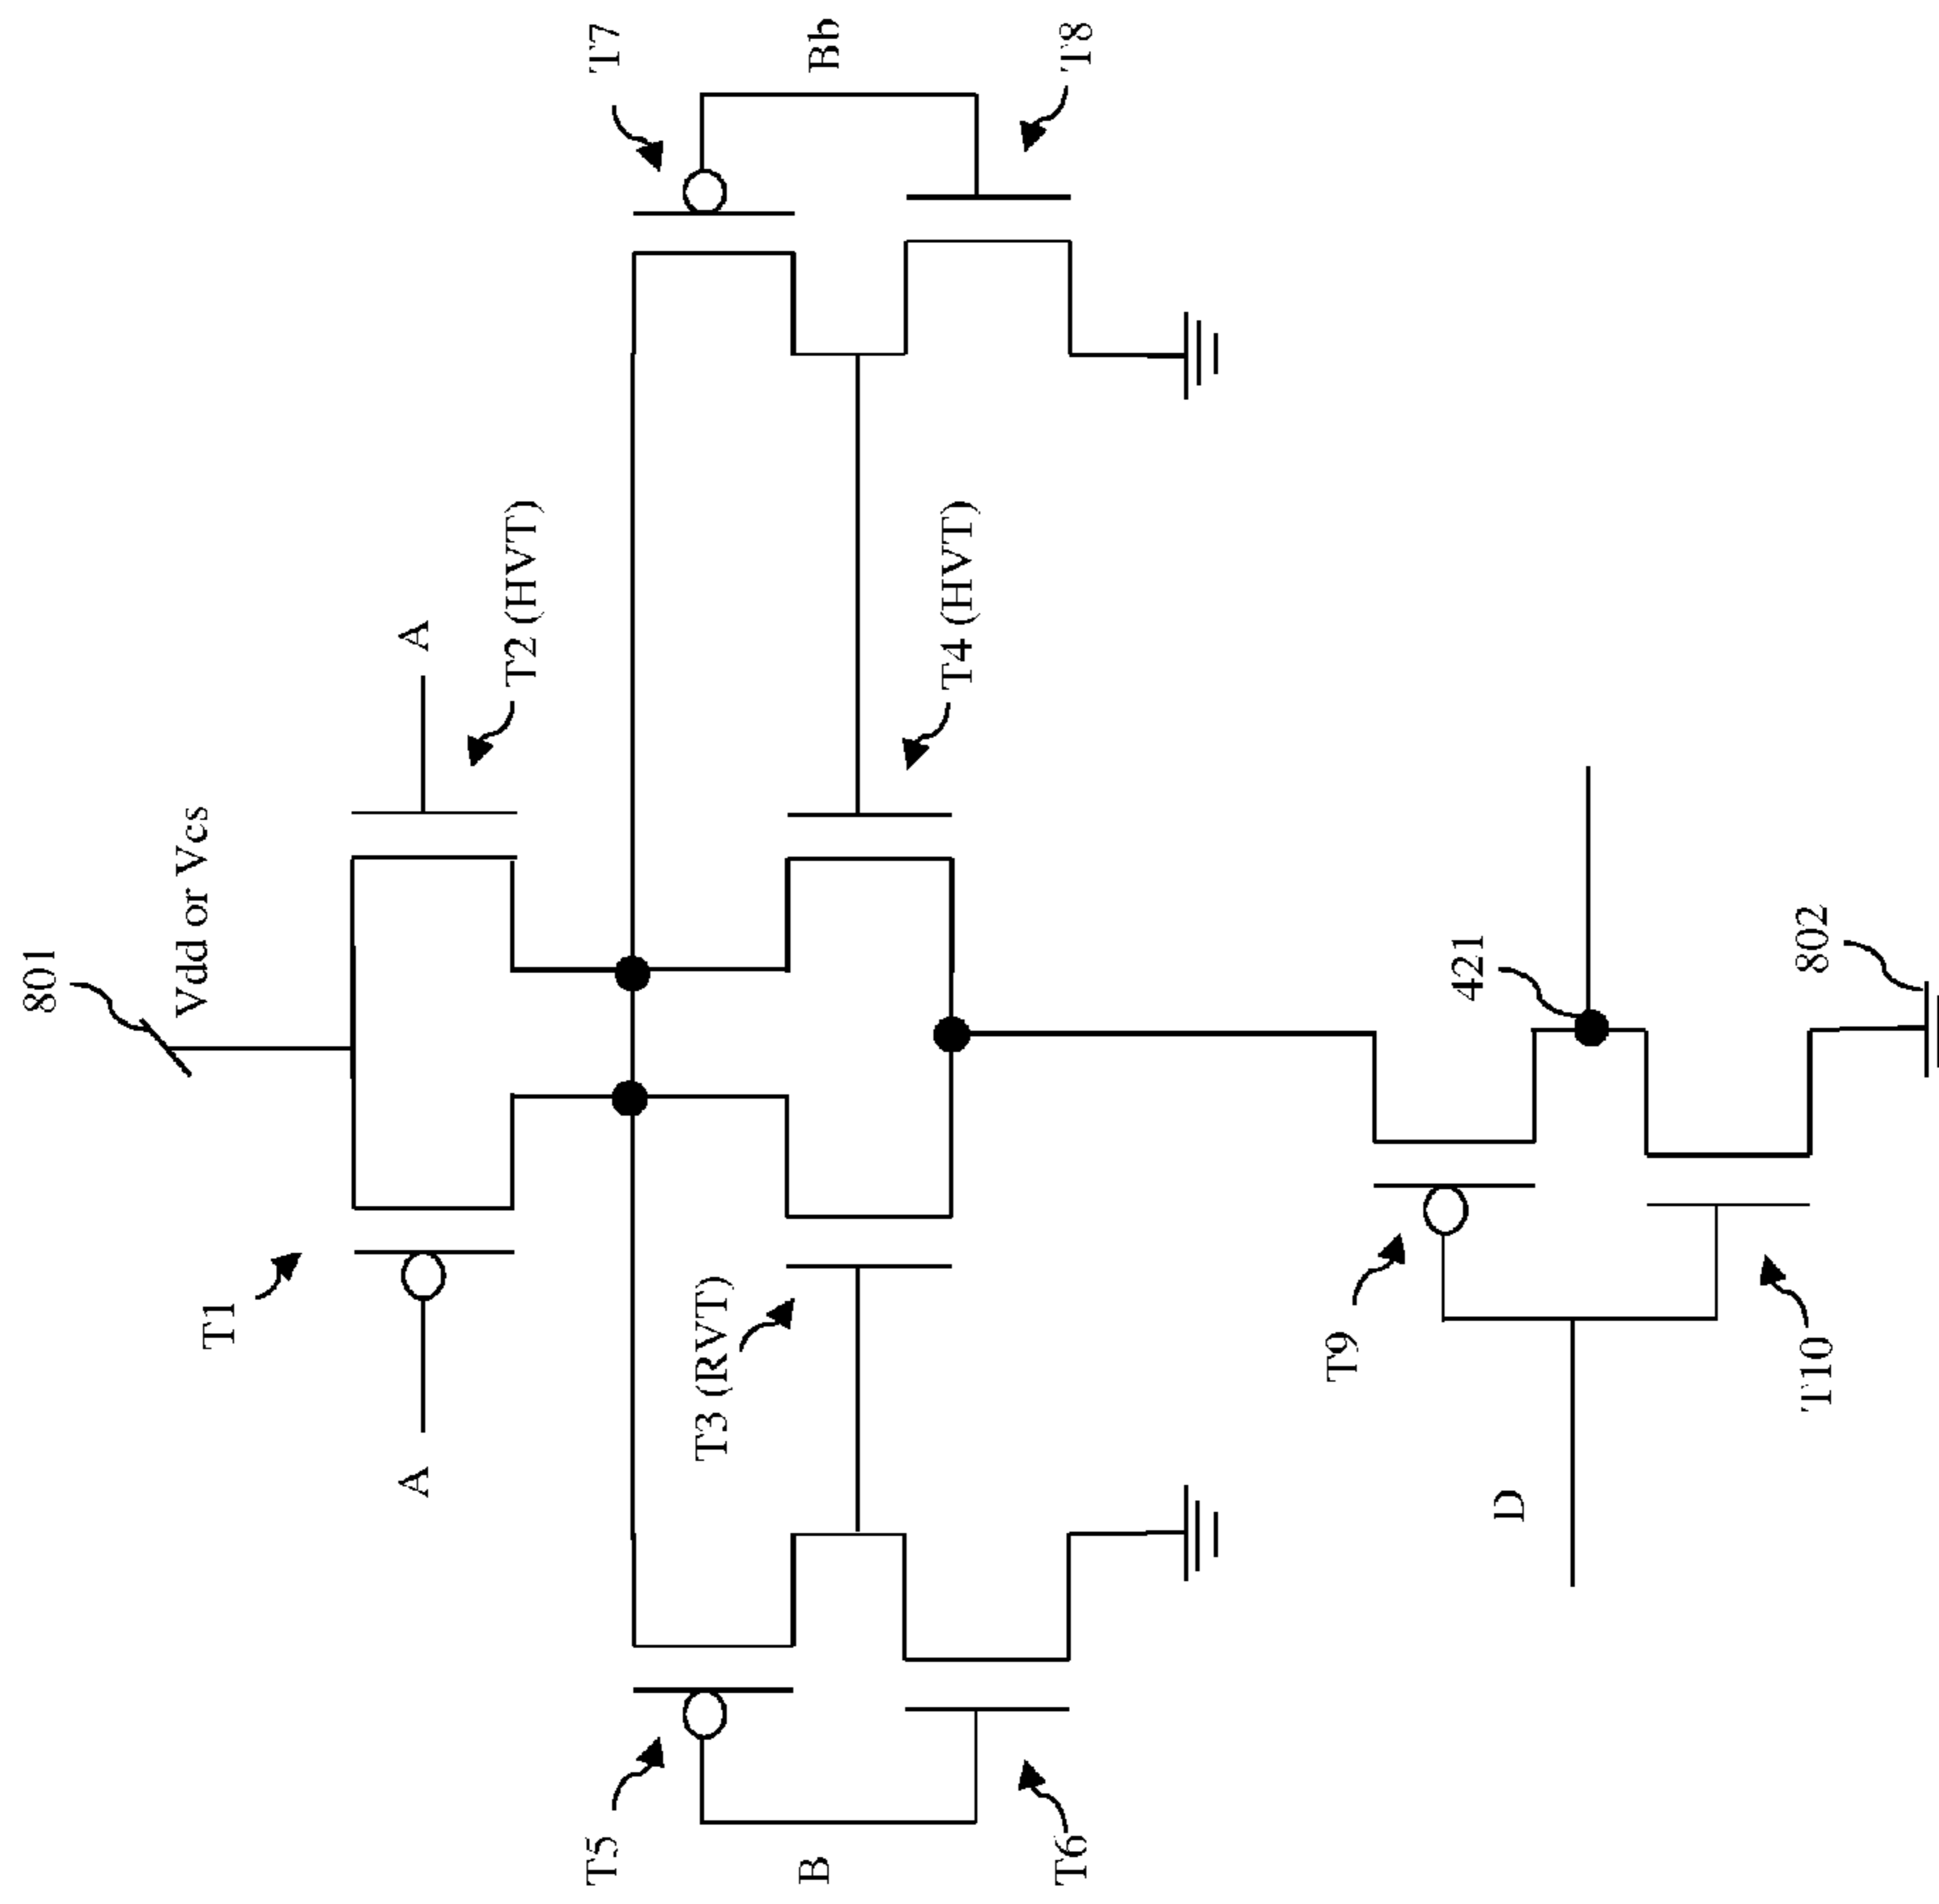 801
Vdd or Vcs
T1
A
A
T2 (HVT)
T5
B
T6
T3 (RVT)
T4 (HVT)
T7
Bb
T8
T9
D
T10
421
802